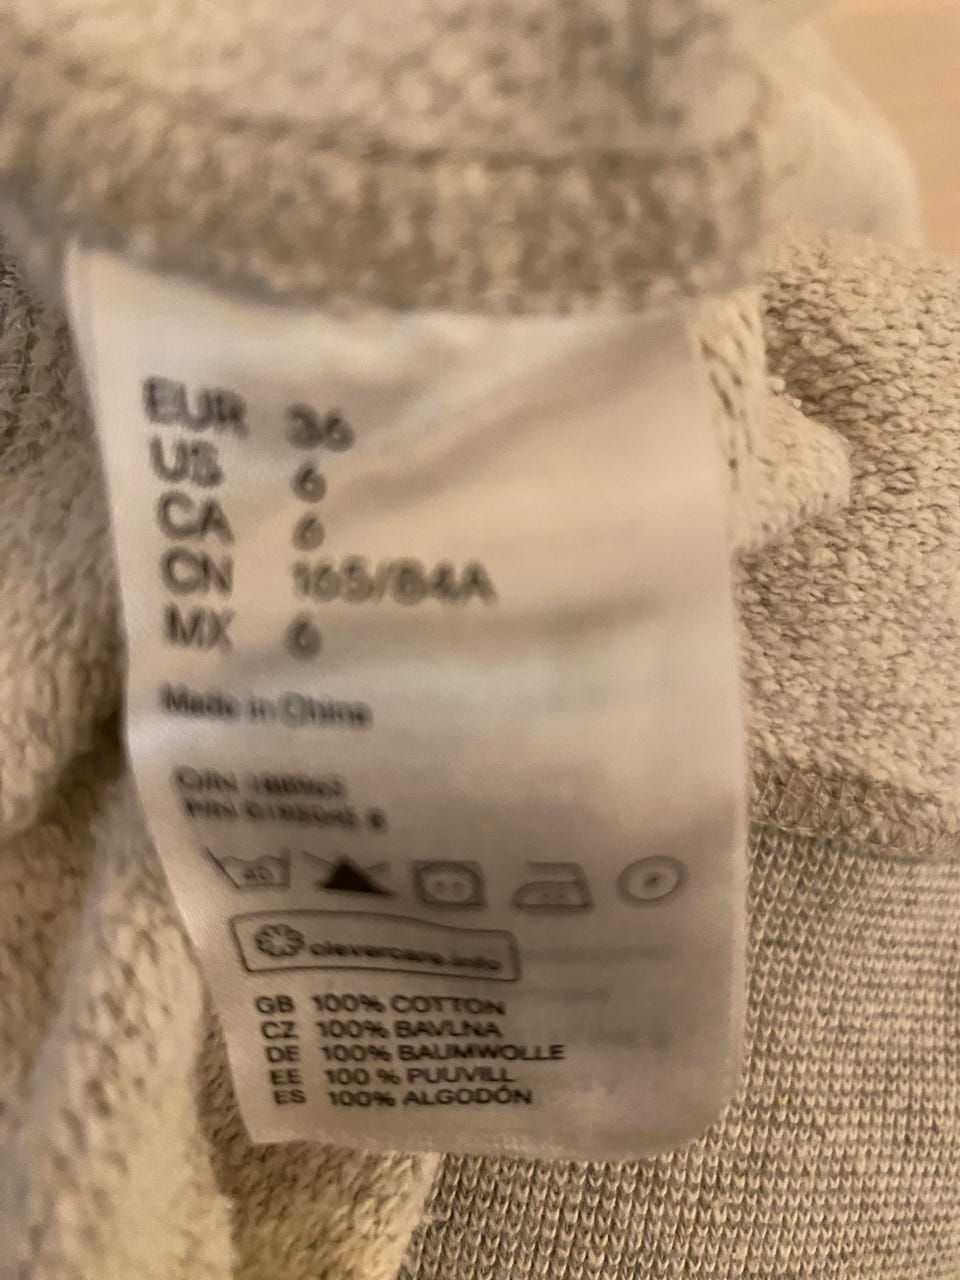 EUR 36
US 6
CA 6
CN 165/84A
MX 6
Made in China
40
clevercare.info
GB 100% COTTON
CZ 100% BAVLNA
DE 100% BAUMWOLLE
EE 100 % PUUVILL
ES 100% ALGODÓN